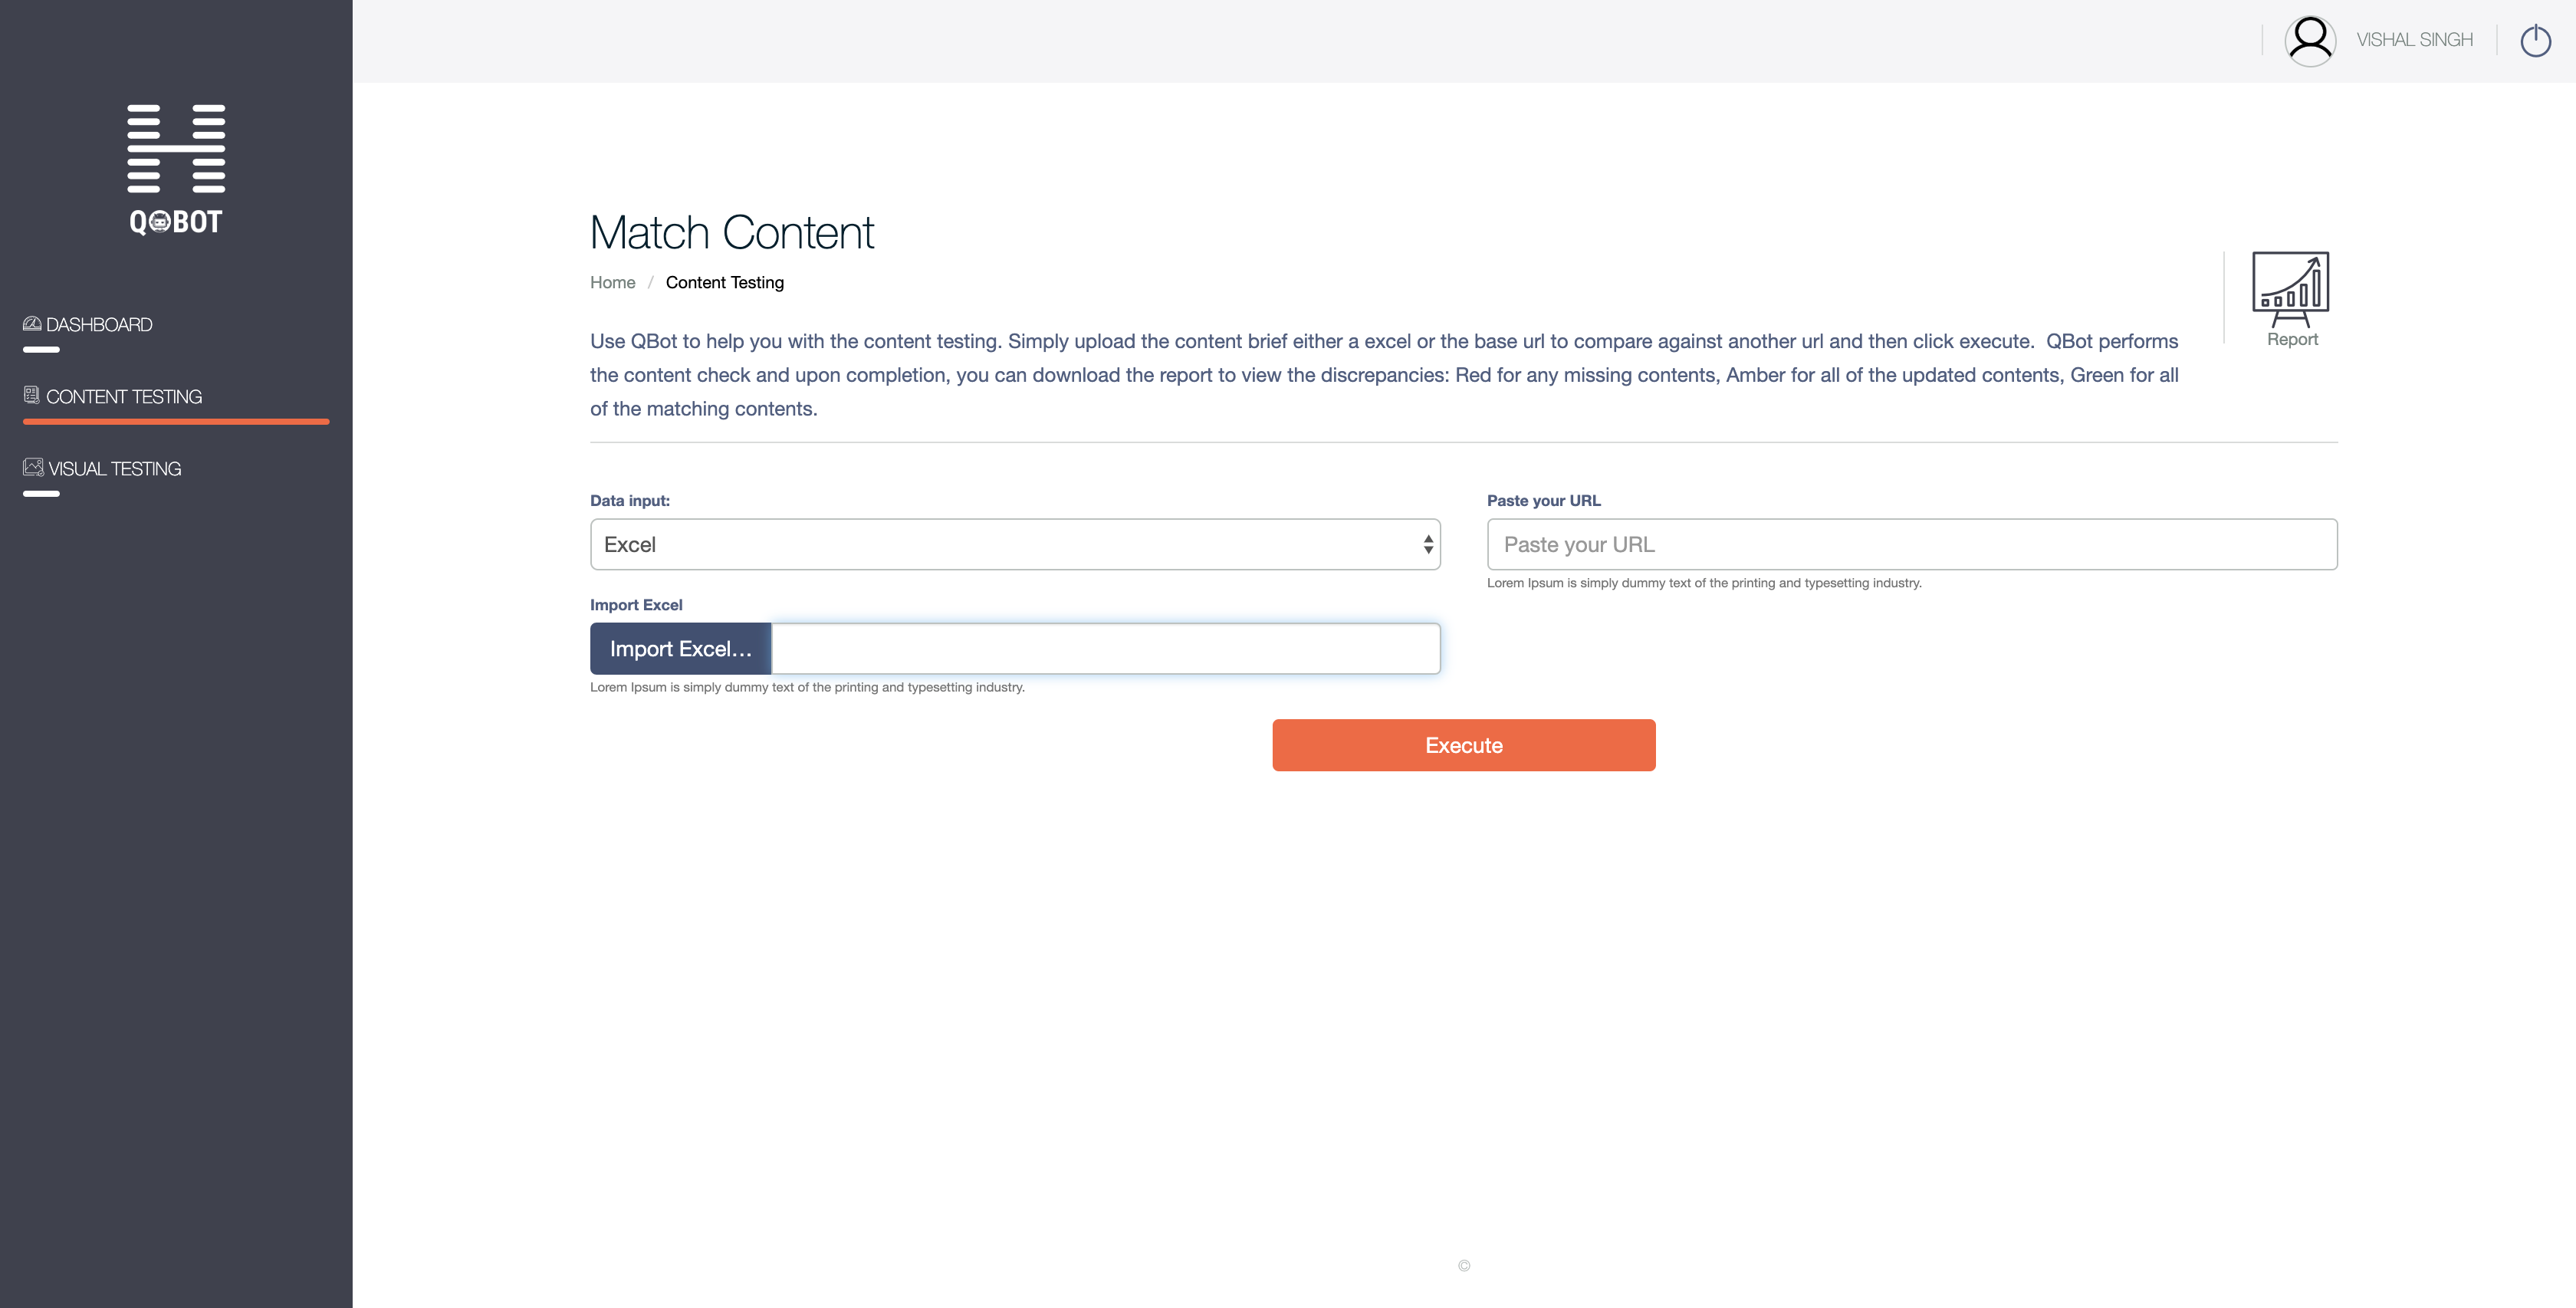 VISHAL SINGH
QBOT
DASHBOARD
CONTENT TESTING
VISUAL TESTING
Match Content
Home / Content Testing
Use QBot to help you with the content testing. Simply upload the content brief either a excel or the base url to compare against another url and then click execute.  QBot performs
the content check and upon completion, you can download the report to view the discrepancies: Red for any missing contents, Amber for all of the updated contents, Green for all
of the matching contents.
Report
Data input:
Excel
Import Excel
Import Excel...
Lorem Ipsum is simply dummy text of the printing and typesetting industry.
Paste your URL
Paste your URL
Lorem Ipsum is simply dummy text of the printing and typesetting industry.
Execute
©